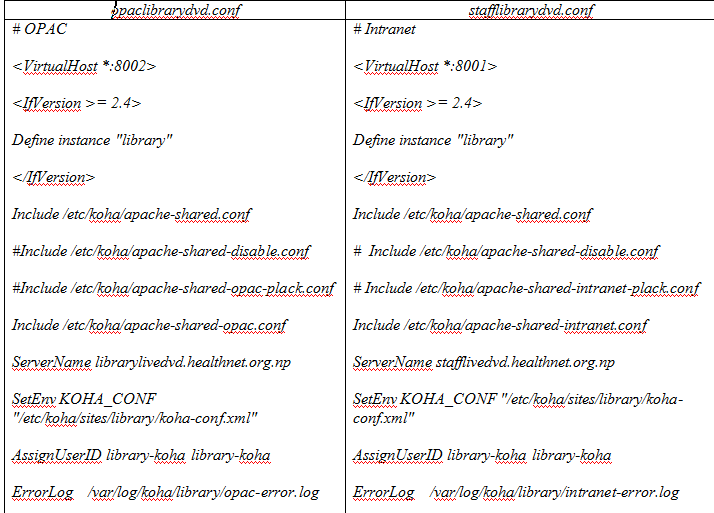 opaclibrarydvd.conf
# OPAC
<VirtualHost *:8002>
<IfVersion >= 2.4>
Define instance "library"
</IfVersion>
Include /etc/koha/apache-shared.conf
#Include /etc/koha/apache-shared-disable.conf
#Include /etc/koha/apache-shared-opac-plack.conf
Include /etc/koha/apache-shared-opac.conf
ServerName librarylivedvd.healthnet.org.np
SetEnv KOHA_CONF
"/etc/koha/sites/library/koha-conf.xml"
AssignUserID library-koha library-koha
ErrorLog /var/log/koha/library/opac-error.log
stafflibrarydvd.conf
# Intranet
<VirtualHost *:8001>
<IfVersion >= 2.4>
Define instance "library"
</IfVersion>
Include /etc/koha/apache-shared.conf
# Include /etc/koha/apache-shared-disable.conf
# Include /etc/koha/apache-shared-intranet-plack.conf
Include /etc/koha/apache-shared-intranet.conf
ServerName stafflivedvd.healthnet.org.np
SetEnv KOHA_CONF "/etc/koha/sites/library/koha-
conf.xml"
AssignUserID library-koha library-koha
ErrorLog /var/log/koha/library/intranet-error.log